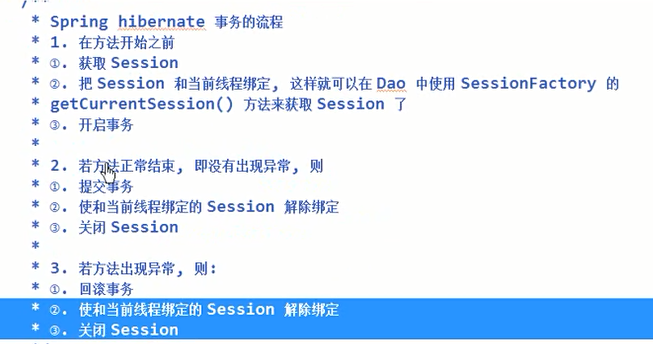 /**
* Spring hibernate 事务的流程
* 1. 在方法开始之前
* ①. 获取 Session
* ②. 把 Session 和当前线程绑定, 这样就可以在 Dao 中使用 SessionFactory 的
* getCurrentSession() 方法来获取 Session 了
* ③. 开启事务
*
* 2. 若方法正常结束, 即没有出现异常, 则
* ①. 提交事务
* ②. 使和当前线程绑定的 Session 解除绑定
* ③. 关闭 Session
*
* 3. 若方法出现异常, 则:
* ①. 回滚事务
* ②. 使和当前线程绑定的 Session 解除绑定
* ③. 关闭 Session